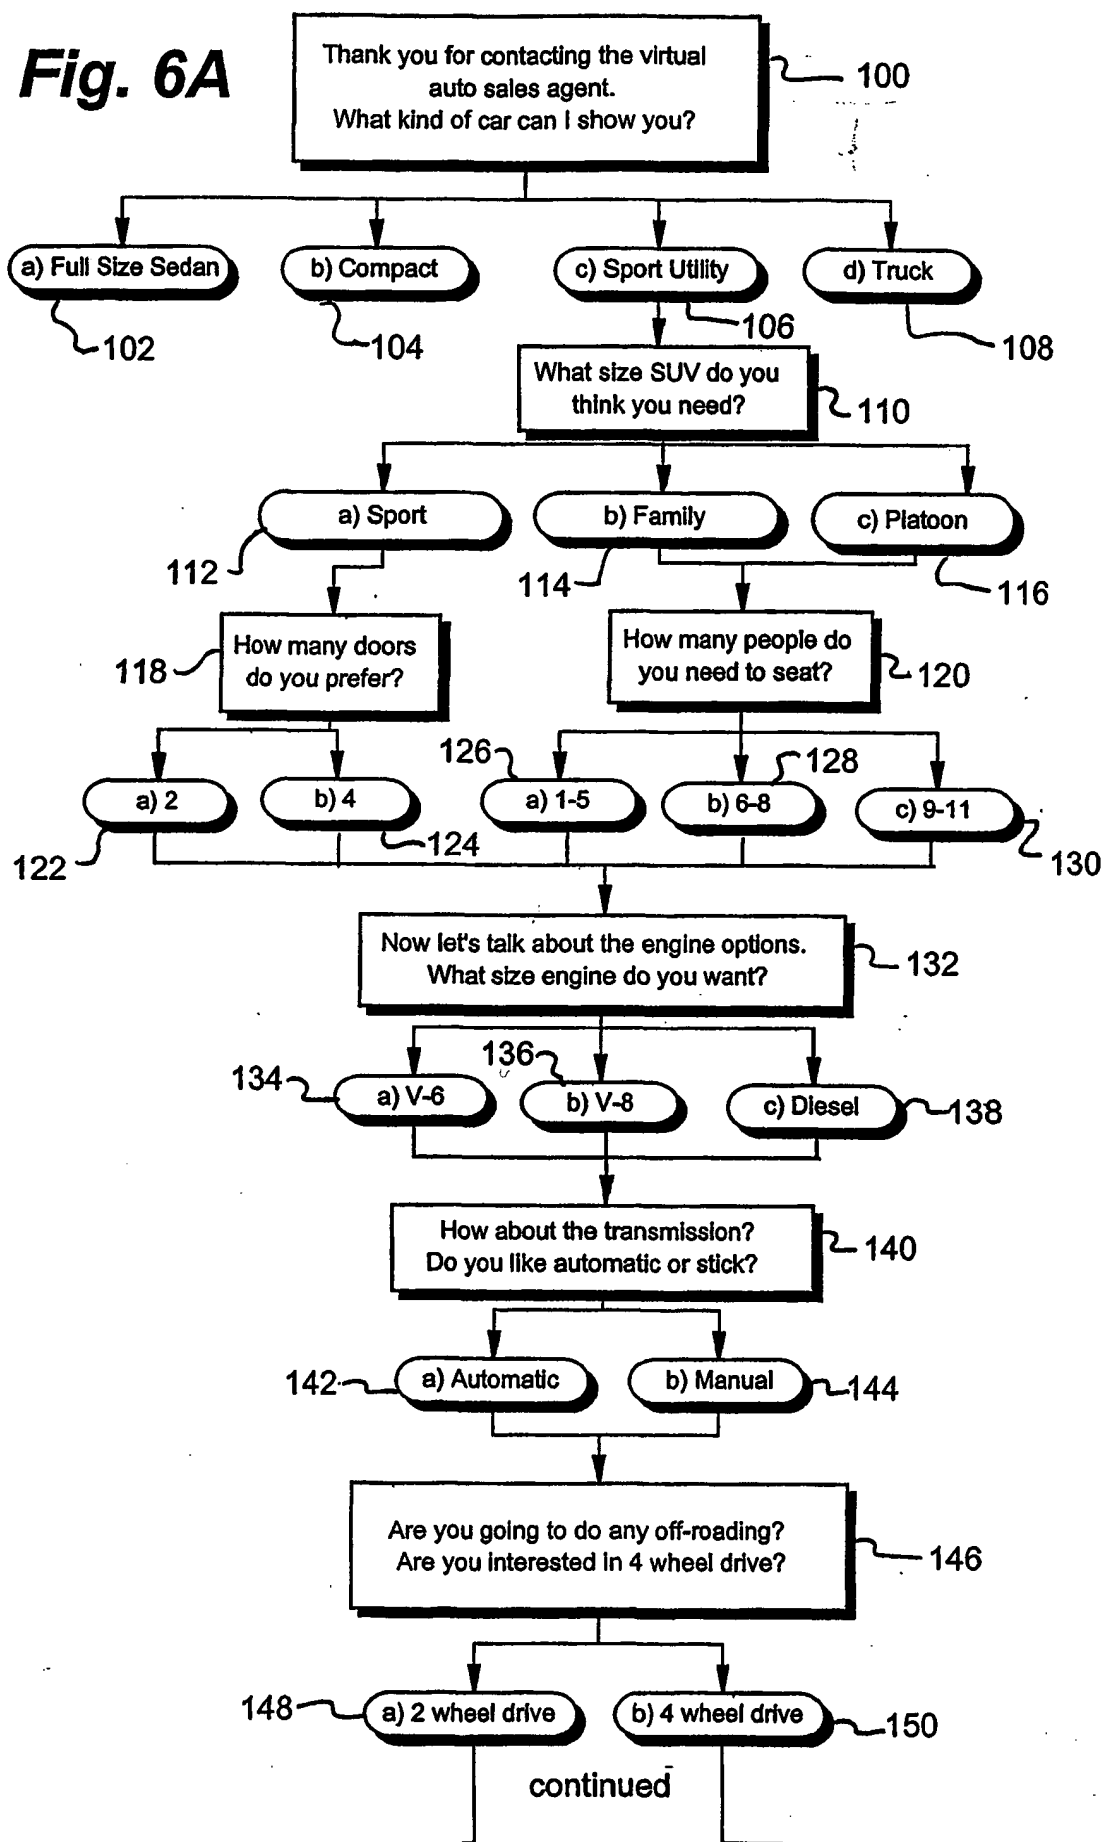 Fig. 6A
Thank you for contacting the virtual
auto sales agent.
What kind of car can I show you?
100
a) Full Size Sedan
b) Compact
c) Sport Utility
d) Truck
102
104
106
108
What size SUV do you
think you need?
110
a) Sport
b) Family
c) Platoon
112
114
116
How many doors
do you prefer?
118
How many people do
you need to seat?
120
126
128
a) 2
b) 4
a) 1-5
b) 6-8
c) 9-11
122
124
130
Now let's talk about the engine options.
What size engine do you want?
132
134
136
a) V-6
b) V-8
c) Diesel
138
How about the transmission?
Do you like automatic or stick?
140
142
a) Automatic
b) Manual
144
Are you going to do any off-roading?
Are you interested in 4 wheel drive?
146
148
a) 2 wheel drive
b) 4 wheel drive
150
continued